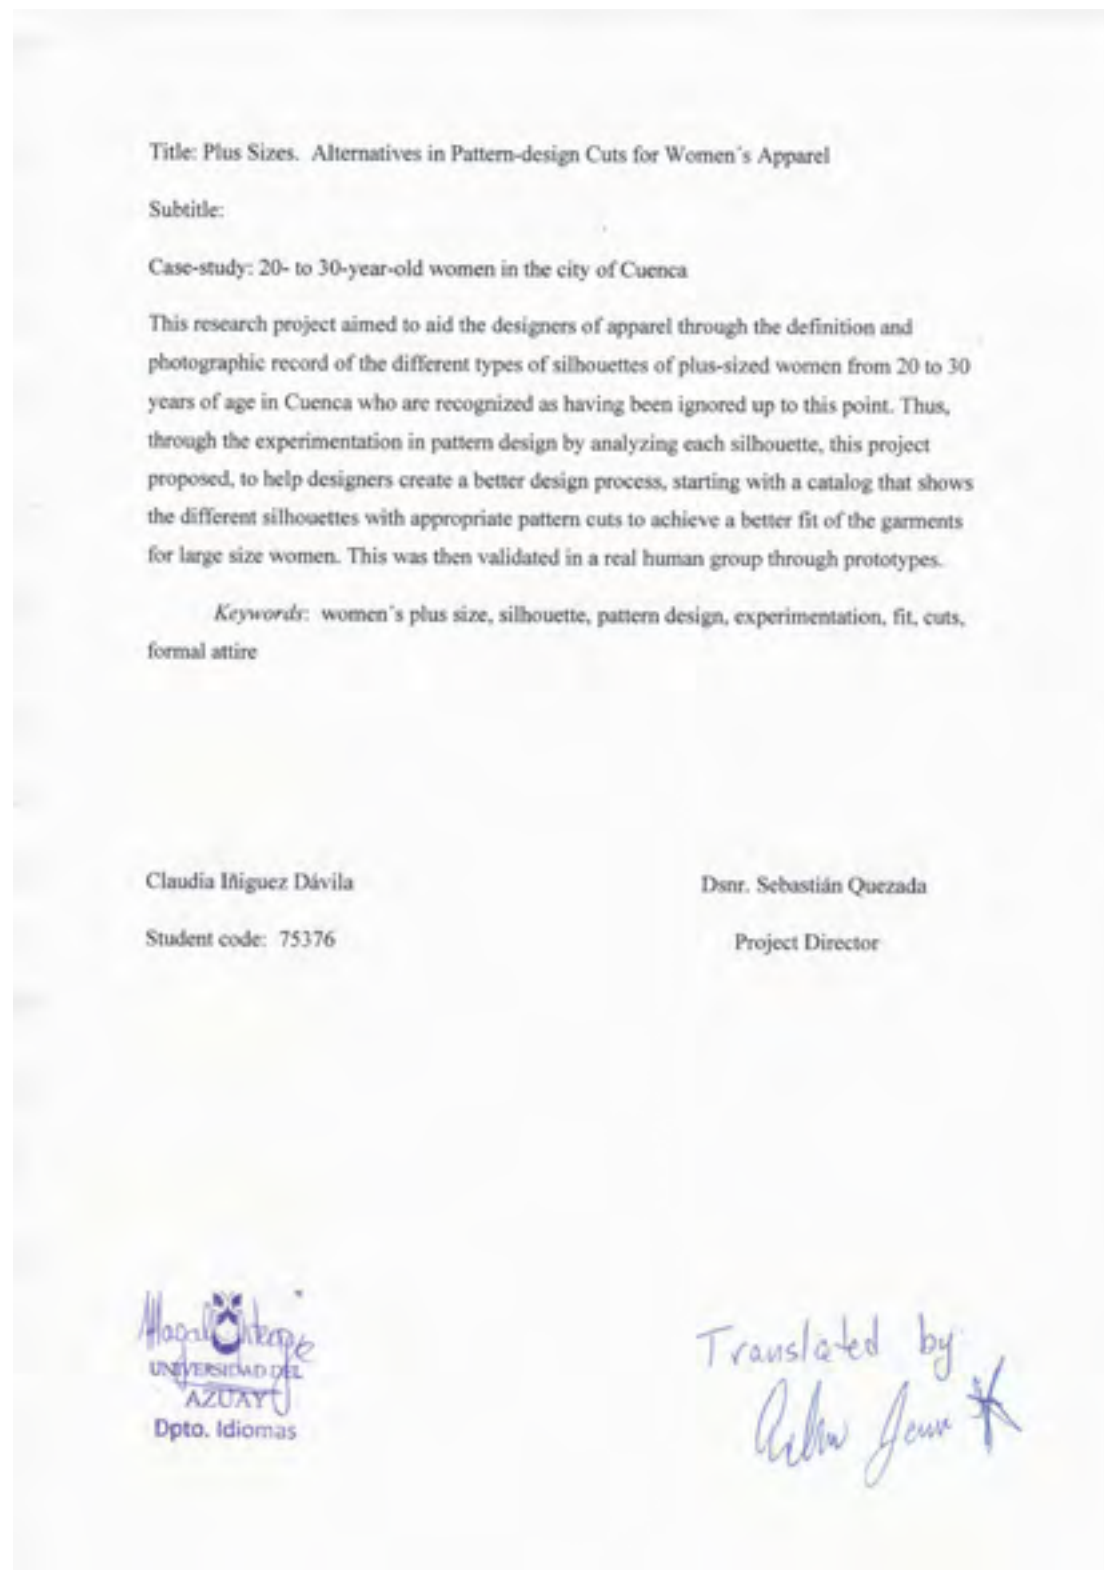 Title: Plus Sizes.  Alternatives in Pattern-design Cuts for Women´s Apparel
Subtitle:
Case-study: 20- to 30-year-old women in the city of Cuenca
This research project aimed to aid the designers of apparel through the definition and
photographic record of the different types of silhouettes of plus-sized women from 20 to 30
years of age in Cuenca who are recognized as having been ignored up to this point. Thus,
through the experimentation in pattern design by analyzing each silhouette, this project
proposed, to help designers create a better design process, starting with a catalog that shows
the different silhouettes with appropriate pattern cuts to achieve a better fit of the garments
for large size women. This was then validated in a real human group through prototypes.
Keywords:  women´s plus size, silhouette, pattern design, experimentation, fit, cuts,
formal attire
Claudia Iñiguez Dávila
Dsnr. Sebastián Quezada
Student code:  75376
Project Director
UNIVERSIDAD DEL
AZUAY
Dpto. Idiomas
Translated by